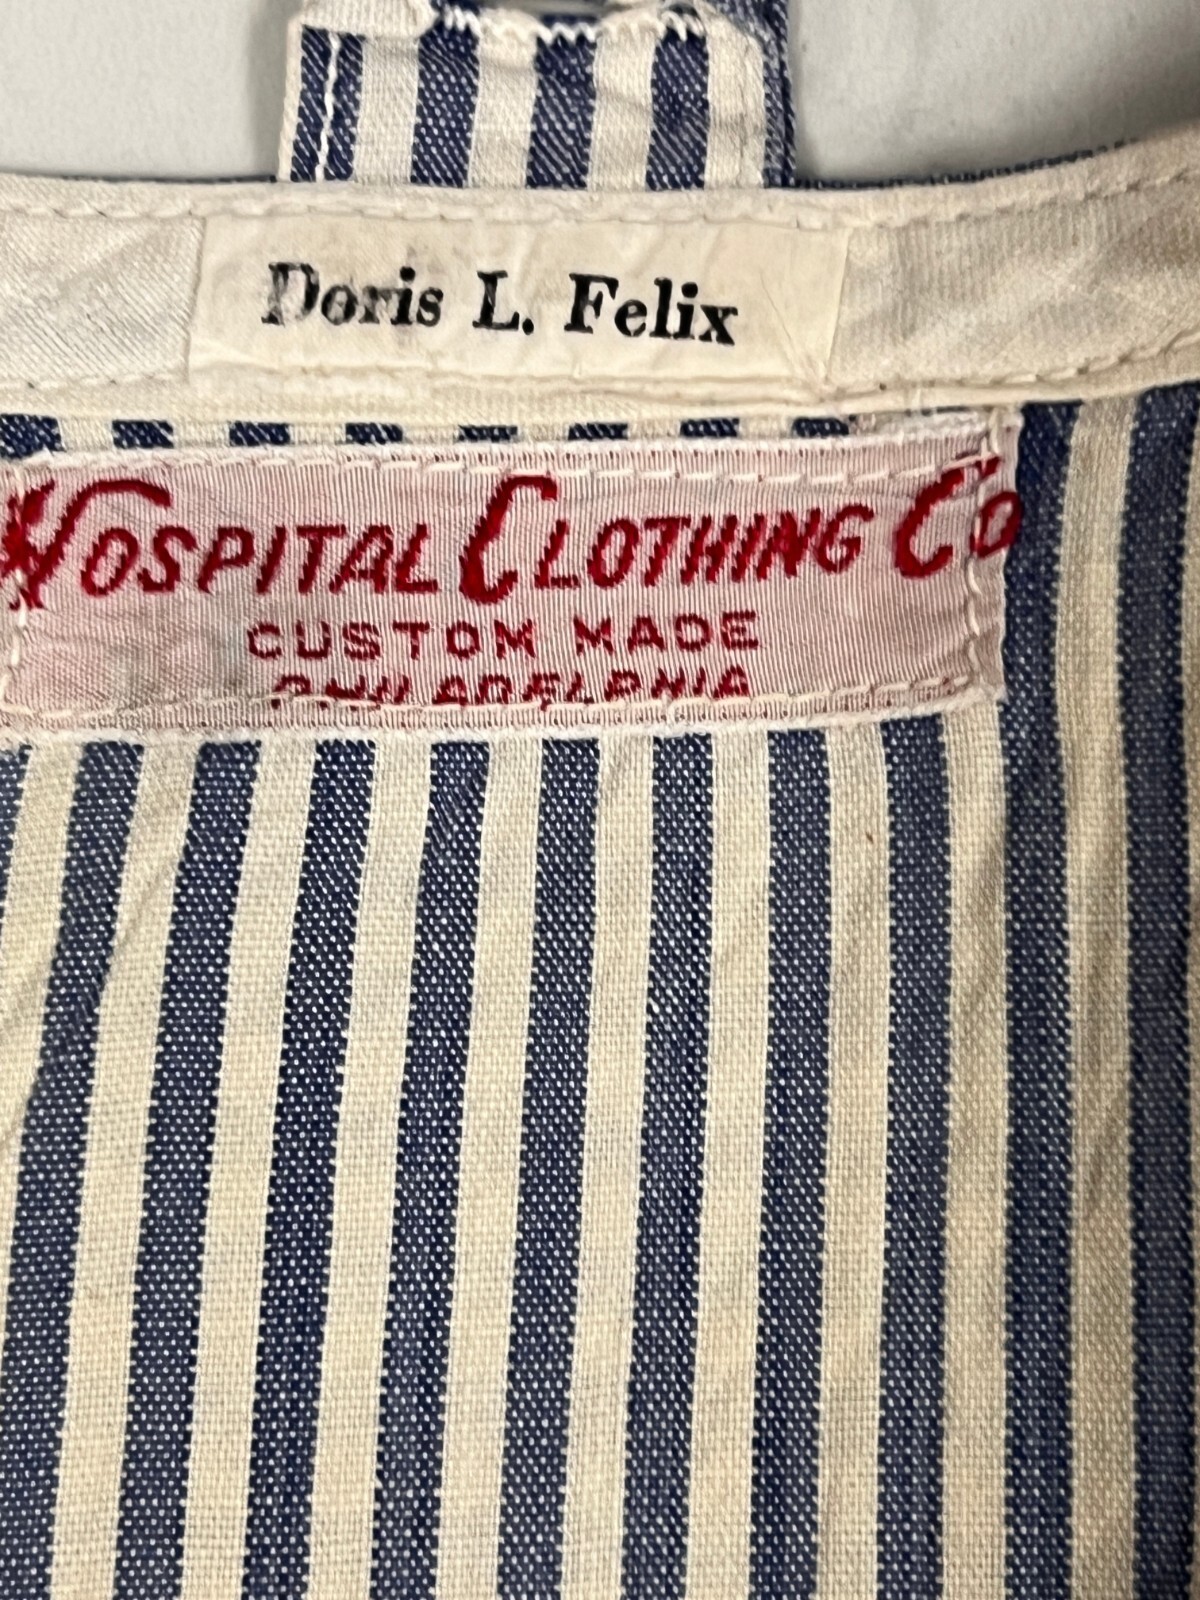 Doris L. Felix
HOSPITAL CLOTHING CO
CUSTOM MADE
PHILADELPHIA